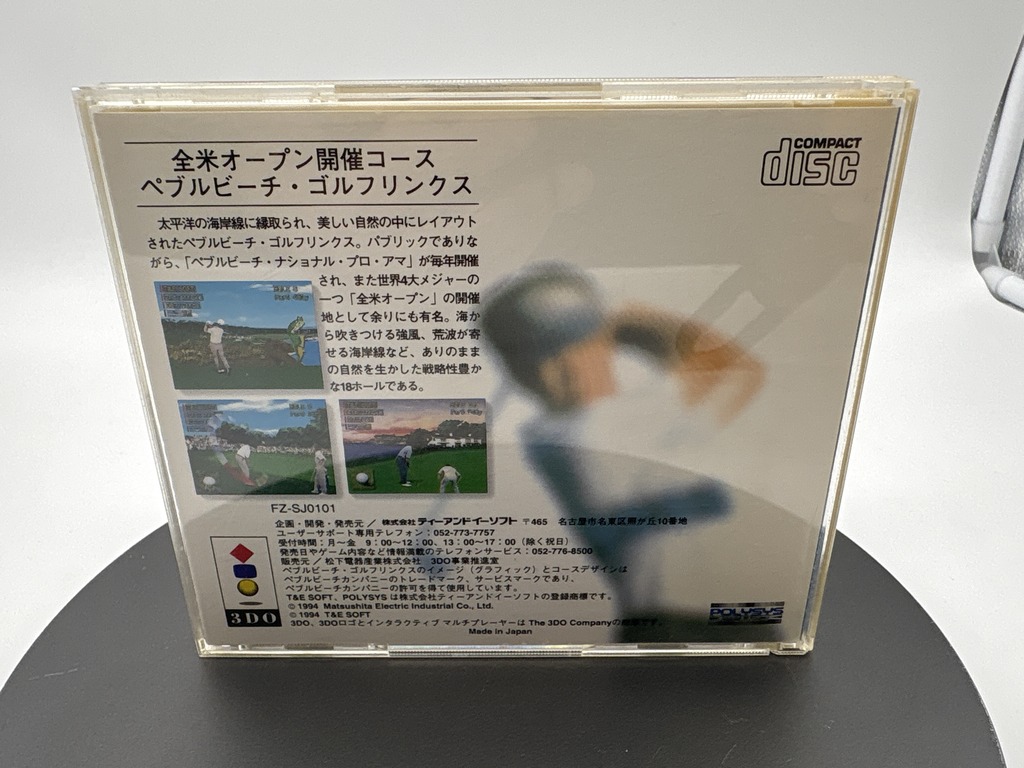 全米オープン開催コース
ペブルビーチ・ゴルフリンクス
COMPACT
disc
太平洋の海岸線に縁取られ、美しい自然の中にレイアウト
されたペブルビーチ・ゴルフリンクス。パブリックでありな
がら、「ペブルビーチ・ナショナル・プロ・アマ」が毎年開催
され、また世界4大メジャーの
一つ「全米オープン」の開催
地として余りにも有名。海か
ら吹きつける強風、荒波が寄
せる海岸線など、ありのまま
の自然を生かした戦略性豊か
な18ホールである。
FZ-SJ0101
企画・開発・発売元／株式会社ティーアンドイーソフト 〒465 名古屋市名東区が丘10番地
ユーザーサポート専用テレフォン：052-773-7757
受付時間：月〜金 9：00〜12：00、13：00〜17：00（除く祝日）
発売日やゲーム内容など情報満載のテレフォンサービス：052-776-8500
販売元／松下電器産業株式会社 3DO事業推進室
ペブルビーチ・ゴルフリンクスのイメージ（グラフィック）とコースデザインは
ペブルビーチカンパニーのトレードマーク、サービスマークであり、
ペブルビーチカンパニーの許可を得て使用しています。
T&E SOFT、POLYSYS は株式会社ティーアンドイーソフトの登録商標です。
© 1994 Matsushita Electric Industrial Co., Ltd.
© 1994 T&E SOFT
3DO、3DOロゴとインタラクティブ マルチプレーヤーは The 3DO Companyの商標です。
Made in Japan
3DO
POLYSYS